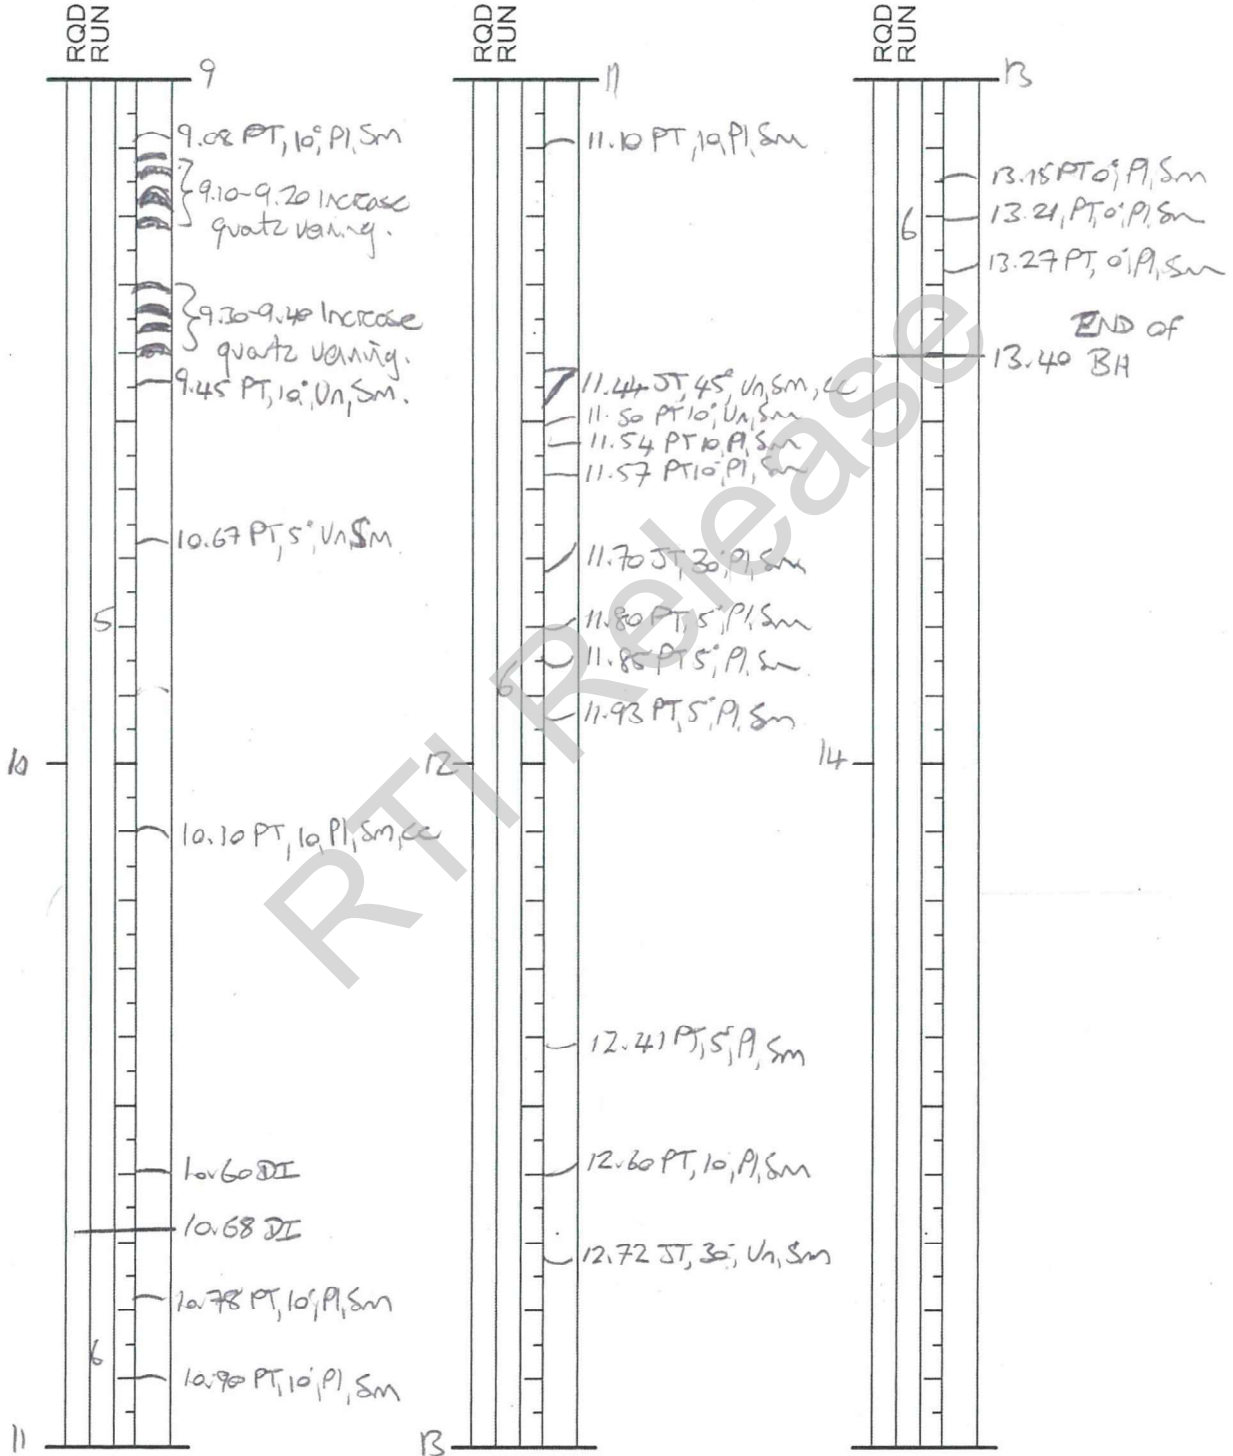 RQD
RUN
9
9.08 PT, 10°, Pl, Sm
9.10-9.20 Increase
quartz veining.
9.30-9.40 Increase
quartz veining.
9.45 PT, 10°, Un, Sm.
10.67 PT, 5°, Un, Sm
5
10
10.10 PT, 10, Pl, Sm, cc
10.60 DI
10.68 DI
10.78 PT, 10°, Pl, Sm
6
10.90 PT, 10°, Pl, Sm
11
RQD
RUN
11
11.10 PT, 10, Pl, Sm
11.44 JT, 45°, Un, Sm, cc
11.50 PT 10°, Un, Sm
11.54 PT 10, Pl, Sm
11.57 PT 10°, Pl, Sm
11.70 JT, 30°, Pl, Sm
11.80 PT, 5°, Pl, Sm
11.85 PT 5°, Pl, Sm
6
11.93 PT, 5°, Pl, Sm
12
12.41 PT, 5°, Pl, Sm
12.60 PT, 10, Pl, Sm
12.72 JT, 30°, Un, Sm
13
RQD
RUN
13
13.15 PT 0°, Pl, Sm
13.21, PT, 0°, Pl, Sm
6
13.27 PT, 0°, Pl, Sm
END of
13.40 BH
14
RTI Release